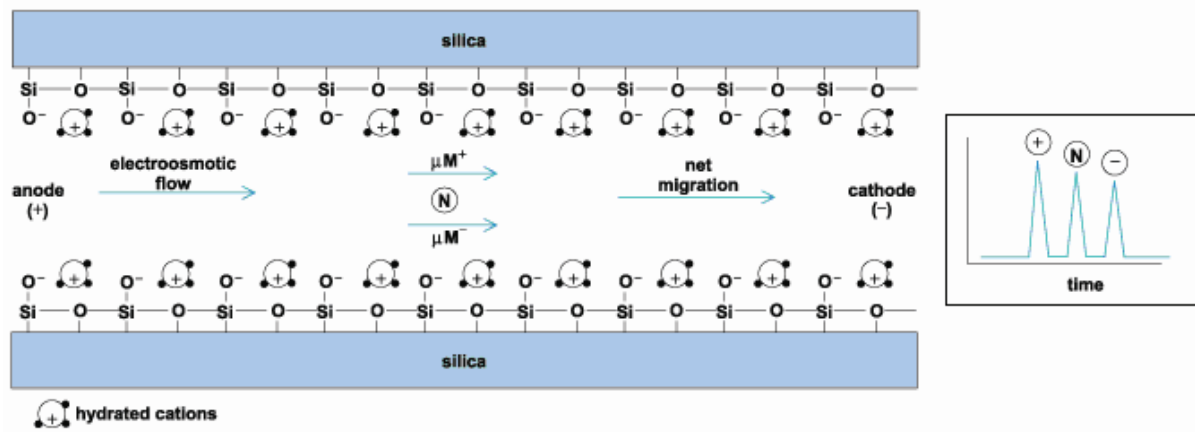 silica
Si O Si O Si O Si O Si O Si O Si O Si O Si O
O⁻ + O⁻ + O⁻ + O⁻ + O⁻ + O⁻ + O⁻ + O⁻ + O⁻ +
electroosmotic
flow
anode
(+)
μM⁺
N
μM⁻
net
migration
cathode
(−)
O⁻ + O⁻ + O⁻ + O⁻ + O⁻ + O⁻ + O⁻ + O⁻ + O⁻ +
Si O Si O Si O Si O Si O Si O Si O Si O Si O
silica
+ hydrated cations
+ N −
time